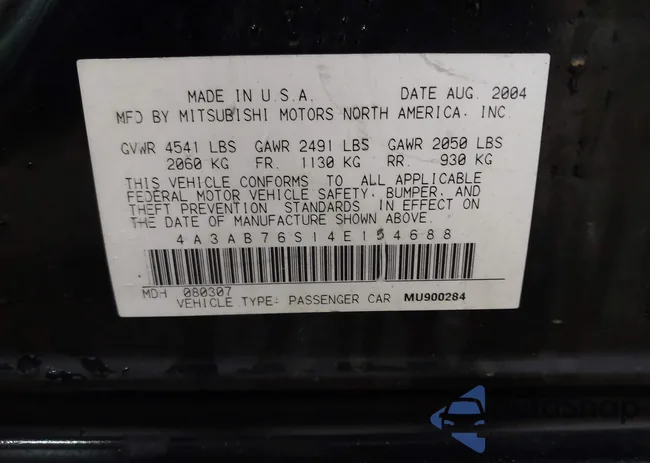 MADE IN U.S.A. DATE AUG. 2004
MFD BY MITSUBISHI MOTORS NORTH AMERICA, INC.
GVWR 4541 LBS GAWR 2491 LBS GAWR 2050 LBS
2060 KG FR. 1130 KG RR. 930 KG
THIS VEHICLE CONFORMS TO ALL APPLICABLE
FEDERAL MOTOR VEHICLE SAFETY, BUMPER, AND
THEFT PREVENTION STANDARDS IN EFFECT ON
THE DATE OF MANUFACTURE SHOWN ABOVE.
4A3AB76S14E154688
MDH 080307
VEHICLE TYPE: PASSENGER CAR MU900284
AutoSnap